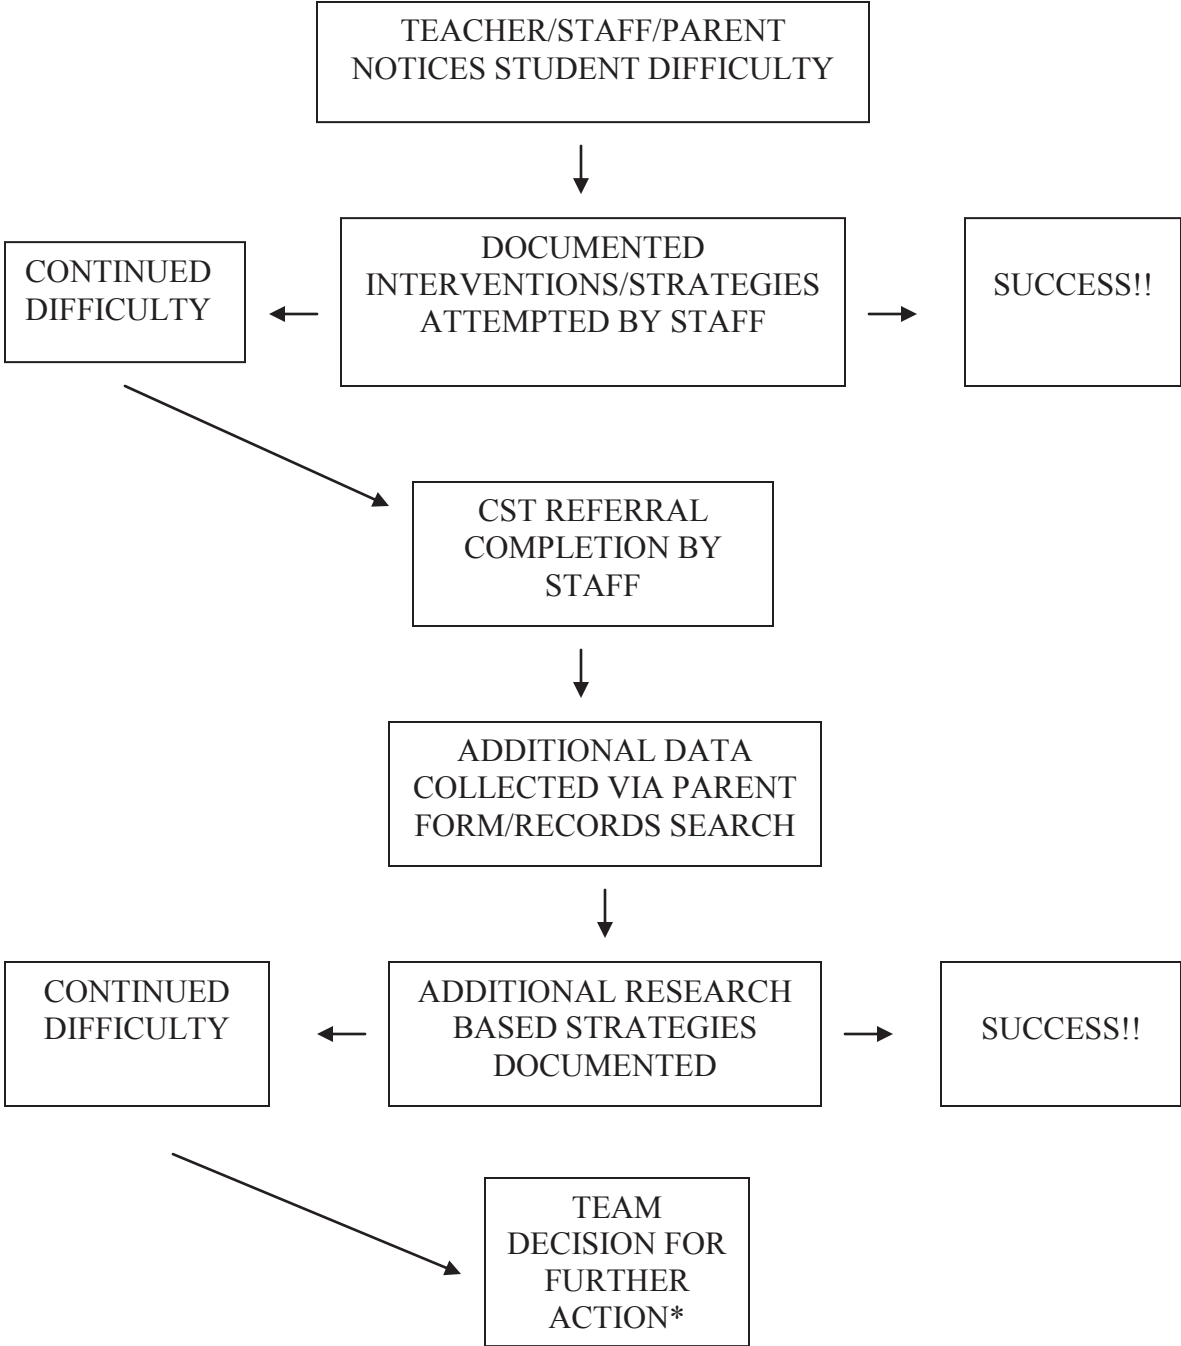 TEACHER/STAFF/PARENT
NOTICES STUDENT DIFFICULTY
CONTINUED
DIFFICULTY
DOCUMENTED
INTERVENTIONS/STRATEGIES
ATTEMPTED BY STAFF
SUCCESS!!
CST REFERRAL
COMPLETION BY
STAFF
ADDITIONAL DATA
COLLECTED VIA PARENT
FORM/RECORDS SEARCH
CONTINUED
DIFFICULTY
ADDITIONAL RESEARCH
BASED STRATEGIES
DOCUMENTED
SUCCESS!!
TEAM
DECISION FOR
FURTHER
ACTION*